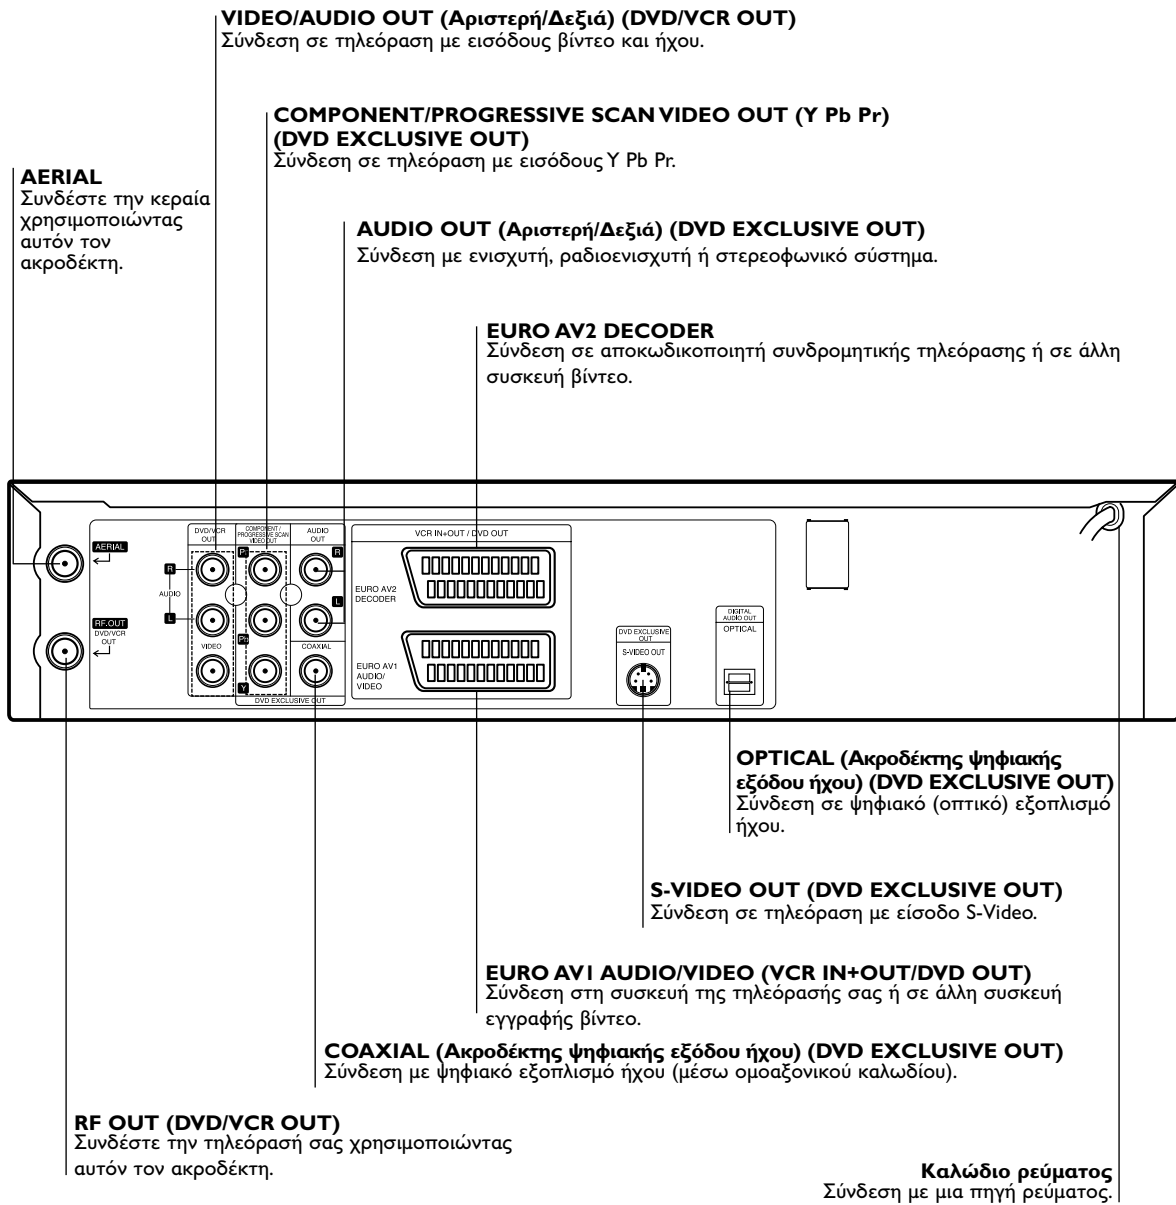 VIDEO/AUDIO OUT (Αριστερή/Δεξιά) (DVD/VCR OUT)
Σύνδεση σε τηλεόραση με εισόδους βίντεο και ήχου.
COMPONENT/PROGRESSIVE SCAN VIDEO OUT (Y Pb Pr)
(DVD EXCLUSIVE OUT)
Σύνδεση σε τηλεόραση με εισόδους Y Pb Pr.
AERIAL
Συνδέστε την κεραία
χρησιμοποιώντας
αυτόν τον
ακροδέκτη.
AUDIO OUT (Αριστερή/Δεξιά) (DVD EXCLUSIVE OUT)
Σύνδεση με ενισχυτή, ραδιοενισχυτή ή στερεοφωνικό σύστημα.
EURO AV2 DECODER
Σύνδεση σε αποκωδικοποιητή συνδρομητικής τηλεόρασης ή σε άλλη
συσκευή βίντεο.
AERIAL
RF.OUT
DVD/VCR
OUT
DVD/VCR
OUT
R
AUDIO
L
VIDEO
COMPONENT/
PROGRESSIVE SCAN
VIDEO OUT
Pr
Pb
Y
AUDIO
OUT
R
L
COAXIAL
DVD EXCLUSIVE OUT
VCR IN+OUT / DVD OUT
EURO AV2
DECODER
EURO AV1
AUDIO/
VIDEO
DVD EXCLUSIVE
OUT
S-VIDEO OUT
DIGITAL
AUDIO OUT
OPTICAL
OPTICAL (Ακροδέκτης ψηφιακής
εξόδου ήχου) (DVD EXCLUSIVE OUT)
Σύνδεση σε ψηφιακό (οπτικό) εξοπλισμό
ήχου.
S-VIDEO OUT (DVD EXCLUSIVE OUT)
Σύνδεση σε τηλεόραση με είσοδο S-Video.
EURO AV1 AUDIO/VIDEO (VCR IN+OUT/DVD OUT)
Σύνδεση στη συσκευή της τηλεόρασής σας ή σε άλλη συσκευή
εγγραφής βίντεο.
COAXIAL (Ακροδέκτης ψηφιακής εξόδου ήχου) (DVD EXCLUSIVE OUT)
Σύνδεση με ψηφιακό εξοπλισμό ήχου (μέσω ομοαξονικού καλωδίου).
RF OUT (DVD/VCR OUT)
Συνδέστε την τηλεόρασή σας χρησιμοποιώντας
αυτόν τον ακροδέκτη.
Καλώδιο ρεύματος
Σύνδεση με μια πηγή ρεύματος.